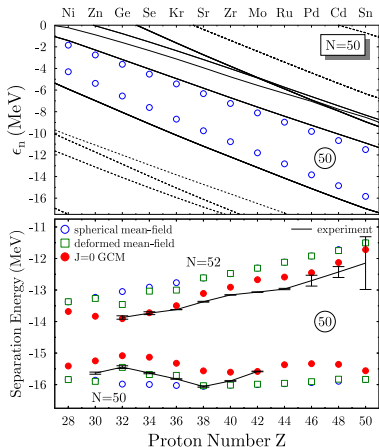 Ni Zn Ge Se Kr Sr Zr Mo Ru Pd Cd Sn
0
-2
-4
-6
-8
-10
-12
-14
-16
ϵn (MeV)
N=50
50
-11
-12
-13
-14
-15
-16
Separation Energy (MeV)
spherical mean-field
deformed mean-field
J=0 GCM
experiment
N=52
50
N=50
28 30 32 34 36 38 40 42 44 46 48 50
Proton Number Z